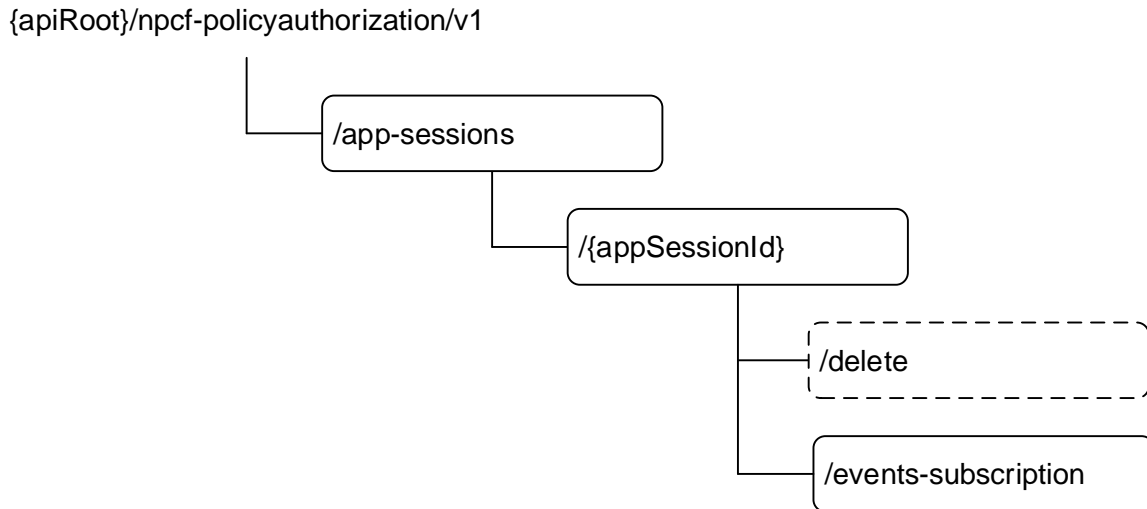 {apiRoot}/npcf-policyauthorization/v1
/app-sessions
/{appSessionId}
/delete
/events-subscription